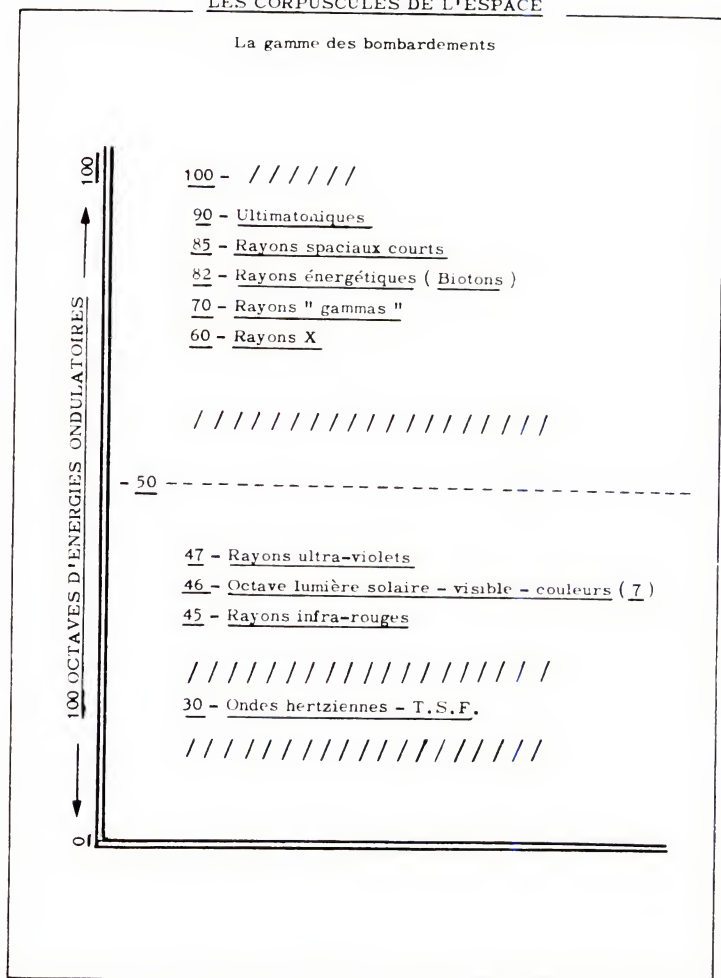 LES CORPUSCULES DE L'ESPACE
La gamme des bombardements
100
100 OCTAVES D'ENERGIES ONDULATOIRES
0
100 - / / / / / /
90 - Ultimatoniques
85 - Rayons spaciaux courts
82 - Rayons énergétiques ( Biotons )
70 - Rayons " gammas "
60 - Rayons X
- 50 -
47 - Rayons ultra-violets
46 - Octave lumière solaire - visible - couleurs ( 7 )
45 - Rayons infra-rouges
30 - Ondes hertziennes - T.S.F.